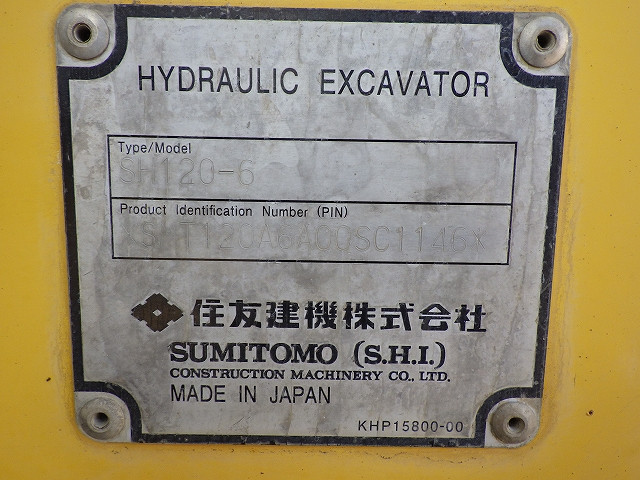 HYDRAULIC EXCAVATOR
Type/Model
SH120-6
Product Identification Number (PIN)
住友建機株式会社
SUMITOMO (S.H.I.)
CONSTRUCTION MACHINERY CO., LTD.
MADE IN JAPAN
KHP15800-00